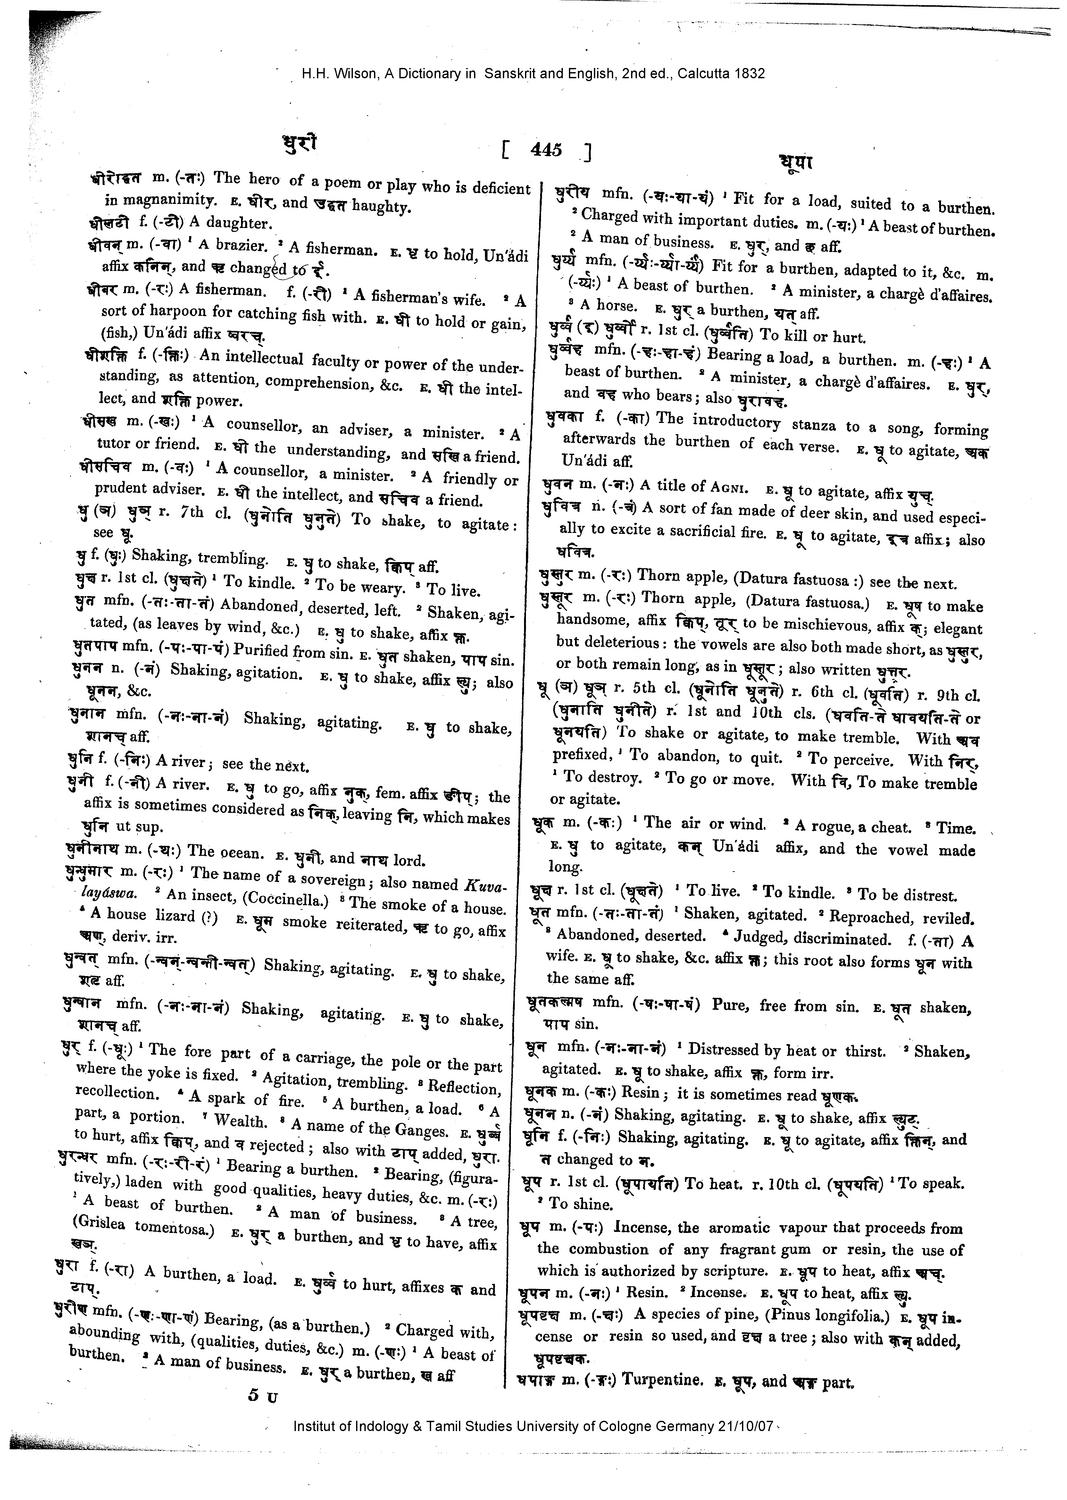 H.H. Wilson, A Dictionary in Sanskrit and English, 2nd ed., Calcutta 1832
धुरी
[ 445 ]
धूपा
धीरोद्धत m. (-तः) The hero of a poem or play who is deficient
in magnanimity. E. धीर, and उद्धत haughty.
धीलटी f. (-टी) A daughter.
धीवन् m. (-वा) ¹ A brazier. ² A fisherman. E. धृ to hold, Un'ádi
affix क्वनिन्, and ऋ changed to ई.
धीवर m. (-रः) A fisherman. f. (-री) ¹ A fisherman's wife. ² A
sort of harpoon for catching fish with. E. धी to hold or gain,
(fish,) Un'ádi affix ष्वरच्.
धीशक्ति f. (-क्तिः) An intellectual faculty or power of the under-
standing, as attention, comprehension, &c. E. धी the intel-
lect, and शक्ति power.
धीसख m. (-खः) ¹ A counsellor, an adviser, a minister. ² A
tutor or friend. E. धी the understanding, and सखि a friend.
धीसचिव m. (-वः) ¹ A counsellor, a minister. ² A friendly or
prudent adviser. E. धी the intellect, and सचिव a friend.
धु (ञ) धुञ् r. 7th cl. (धुनोति धुनुते) To shake, to agitate:
see धू.
धु f. (धुः) Shaking, trembling. E. धु to shake, क्विप् aff.
धुक्ष r. 1st cl. (धुक्षते) ¹ To kindle. ² To be weary. ³ To live.
धुत mfn. (-तः-ता-तं) Abandoned, deserted, left. ² Shaken, agi-
tated, (as leaves by wind, &c.) E. धु to shake, affix क्त.
धुतपाप mfn. (-पः-पा-पं) Purified from sin. E. धुत shaken, पाप sin.
धुनन n. (-नं) Shaking, agitation. E. धु to shake, affix ल्यु; also
धूनन, &c.
धुनान mfn. (-नः-ना-नं) Shaking, agitating. E. धु to shake,
शानच् aff.
धुनि f. (-निः) A river; see the next.
धुनी f. (-नी) A river. E. धु to go, affix नुक्, fem. affix ङीप्; the
affix is sometimes considered as निक्, leaving नि, which makes
धुनि ut sup.
धुनीनाथ m. (-थः) The ocean. E. धुनी, and नाथ lord.
धुन्धुमार m. (-रः) ¹ The name of a sovereign; also named Kuva-
layáswa. ² An insect, (Coccinella.) ³ The smoke of a house.
⁴ A house lizard (?) E. धूम smoke reiterated, ऋ to go, affix
अण्, deriv. irr.
धुन्वत् mfn. (-न्वन्-न्वन्ती-न्वत्) Shaking, agitating. E. धु to shake,
शतृ aff.
धुन्वान mfn. (-नः-ना-नं) Shaking, agitating. E. धु to shake,
शानच् aff.
धुर् f. (-धूः) ¹ The fore part of a carriage, the pole or the part
where the yoke is fixed. ² Agitation, trembling. ³ Reflection,
recollection. ⁴ A spark of fire. ⁵ A burthen, a load. ⁶ A
part, a portion. ⁷ Wealth. ⁸ A name of the Ganges. E. धुर्व्व
to hurt, affix क्विप्, and व rejected; also with टाप् added, धुरा.
धुरन्धर mfn. (-रः-री-रं) ¹ Bearing a burthen. ² Bearing, (figura-
tively,) laden with good qualities, heavy duties, &c. m. (-रः)
¹ A beast of burthen. ² A man of business. ³ A tree,
(Grislea tomentosa.) E. धुर् a burthen, and धृ to have, affix
खञ्.
धुरा f. (-रा) A burthen, a load. E. धुर्व्व to hurt, affixes क and
टाप्.
धुरीण mfn. (-णः-णा-णं) Bearing, (as a burthen.) ² Charged with,
abounding with, (qualities, duties, &c.) m. (-णः) ¹ A beast of
burthen. ² A man of business. E. धुर् a burthen, ख aff
5 U
धुरीय mfn. (-यः-या-यं) ¹ Fit for a load, suited to a burthen.
² Charged with important duties. m. (-यः) ¹ A beast of burthen.
² A man of business. E. धुर्, and छ aff.
धुर्य्य mfn. (-र्य्यः-र्य्या-र्य्यं) Fit for a burthen, adapted to it, &c. m.
(-र्य्यः) ¹ A beast of burthen. ² A minister, a chargè d'affaires.
³ A horse. E. धुर् a burthen, यत् aff.
धुर्व्व (ई) धुर्व्वी r. 1st cl. (धुर्व्वति) To kill or hurt.
धुर्व्वह mfn. (-हः-हा-हं) Bearing a load, a burthen. m. (-हः) ¹ A
beast of burthen. ² A minister, a chargè d'affaires. E. धुर्,
and वह who bears; also धुरावह.
धुवका f. (-का) The introductory stanza to a song, forming
afterwards the burthen of each verse. E. धू to agitate, अक
Un'ádi aff.
धुवन m. (-नः) A title of AGNI. E. धू to agitate, affix युच्.
धुवित्र n. (-त्रं) A sort of fan made of deer skin, and used especi-
ally to excite a sacrificial fire. E. धू to agitate, इत्र affix; also
धवित्र.
धुस्तुर m. (-रः) Thorn apple, (Datura fastuosa:) see the next.
धुस्तूर m. (-रः) Thorn apple, (Datura fastuosa.) E. धूष to make
handsome, affix क्विप्, तूर् to be mischievous, affix क; elegant
but deleterious: the vowels are also both made short, as धुस्तुर,
or both remain long, as in धूस्तूर; also written धुत्तूर.
धू (ञ) धूञ् r. 5th cl. (धूनोति धूनुते) r. 6th cl. (धूवति) r. 9th cl.
(धुनाति धुनीते) r. 1st and 10th cls. (धवति-ते धावयति-ते or
धूनयति) To shake or agitate, to make tremble. With अव
prefixed, ¹ To abandon, to quit. ² To perceive. With निर्,
¹ To destroy. ² To go or move. With वि, To make tremble
or agitate.
धूक m. (-कः) ¹ The air or wind. ² A rogue, a cheat. ³ Time.
E. धु to agitate, कन् Un'ádi affix, and the vowel made
long.
धूक्ष r. 1st cl. (धूक्षते) ¹ To live. ² To kindle. ³ To be distrest.
धूत mfn. (-तः-ता-तं) ¹ Shaken, agitated. ² Reproached, reviled.
³ Abandoned, deserted. ⁴ Judged, discriminated. f. (-ता) A
wife. E. धू to shake, &c. affix क्त; this root also forms धून with
the same aff.
धूतकल्मष mfn. (-षः-षा-षं) Pure, free from sin. E. धूत shaken,
पाप sin.
धून mfn. (-नः-ना-नं) ¹ Distressed by heat or thirst. ² Shaken,
agitated. E. धू to shake, affix क्त, form irr.
धूनक m. (-कः) Resin; it is sometimes read धूणक.
धूनन n. (-नं) Shaking, agitating. E. धू to shake, affix ल्युट्.
धूनि f. (-निः) Shaking, agitating. E. धू to agitate, affix क्तिन्, and
त changed to न.
धूप r. 1st cl. (धूपायति) To heat. r. 10th cl. (धूपयति) ¹ To speak.
² To shine.
धूप m. (-पः) Incense, the aromatic vapour that proceeds from
the combustion of any fragrant gum or resin, the use of
which is authorized by scripture. E. धूप to heat, affix अच्.
धूपन m. (-नः) ¹ Resin. ² Incense. E. धूप to heat, affix ल्यु.
धूपवृक्ष m. (-क्षः) A species of pine, (Pinus longifolia.) E. धूप in-
cense or resin so used, and वृक्ष a tree; also with कन् added,
धूपवृक्षक.
धूपाङ्ग m. (-ङ्गः) Turpentine. E. धूप, and अङ्ग part.
Institut of Indology & Tamil Studies University of Cologne Germany 21/10/07